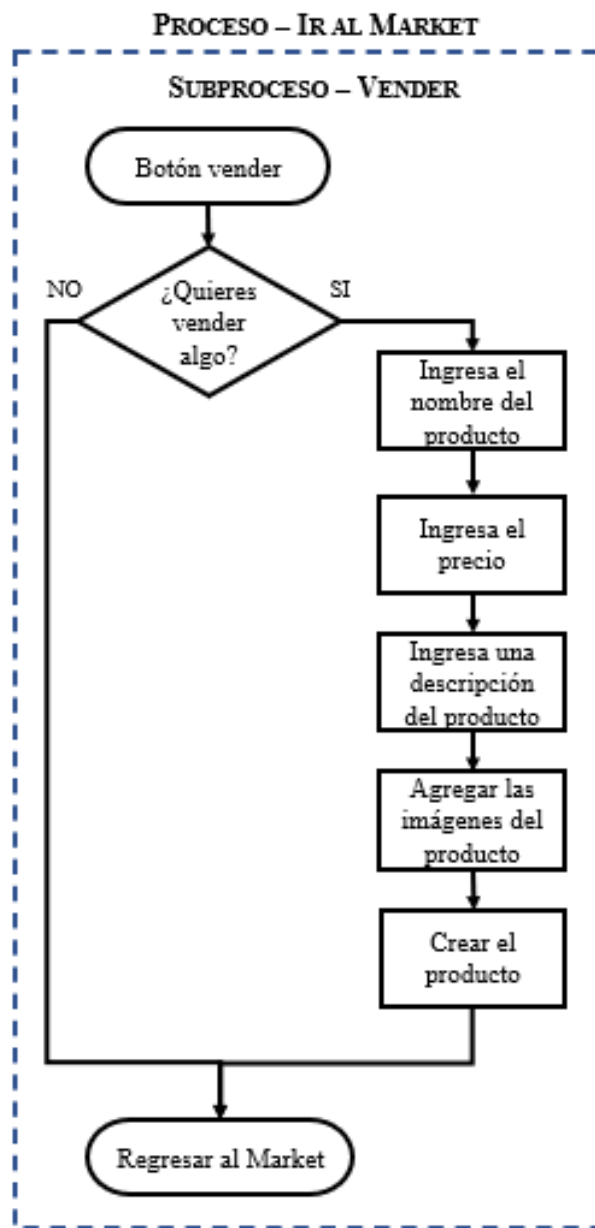 PROCESO – IR AL MARKET
SUBPROCESO – VENDER
Botón vender
NO
¿Quieres
vender
algo?
SI
Ingresa el
nombre del
producto
Ingresa el
precio
Ingresa una
descripción
del producto
Agregar las
imágenes del
producto
Crear el
producto
Regresar al Market